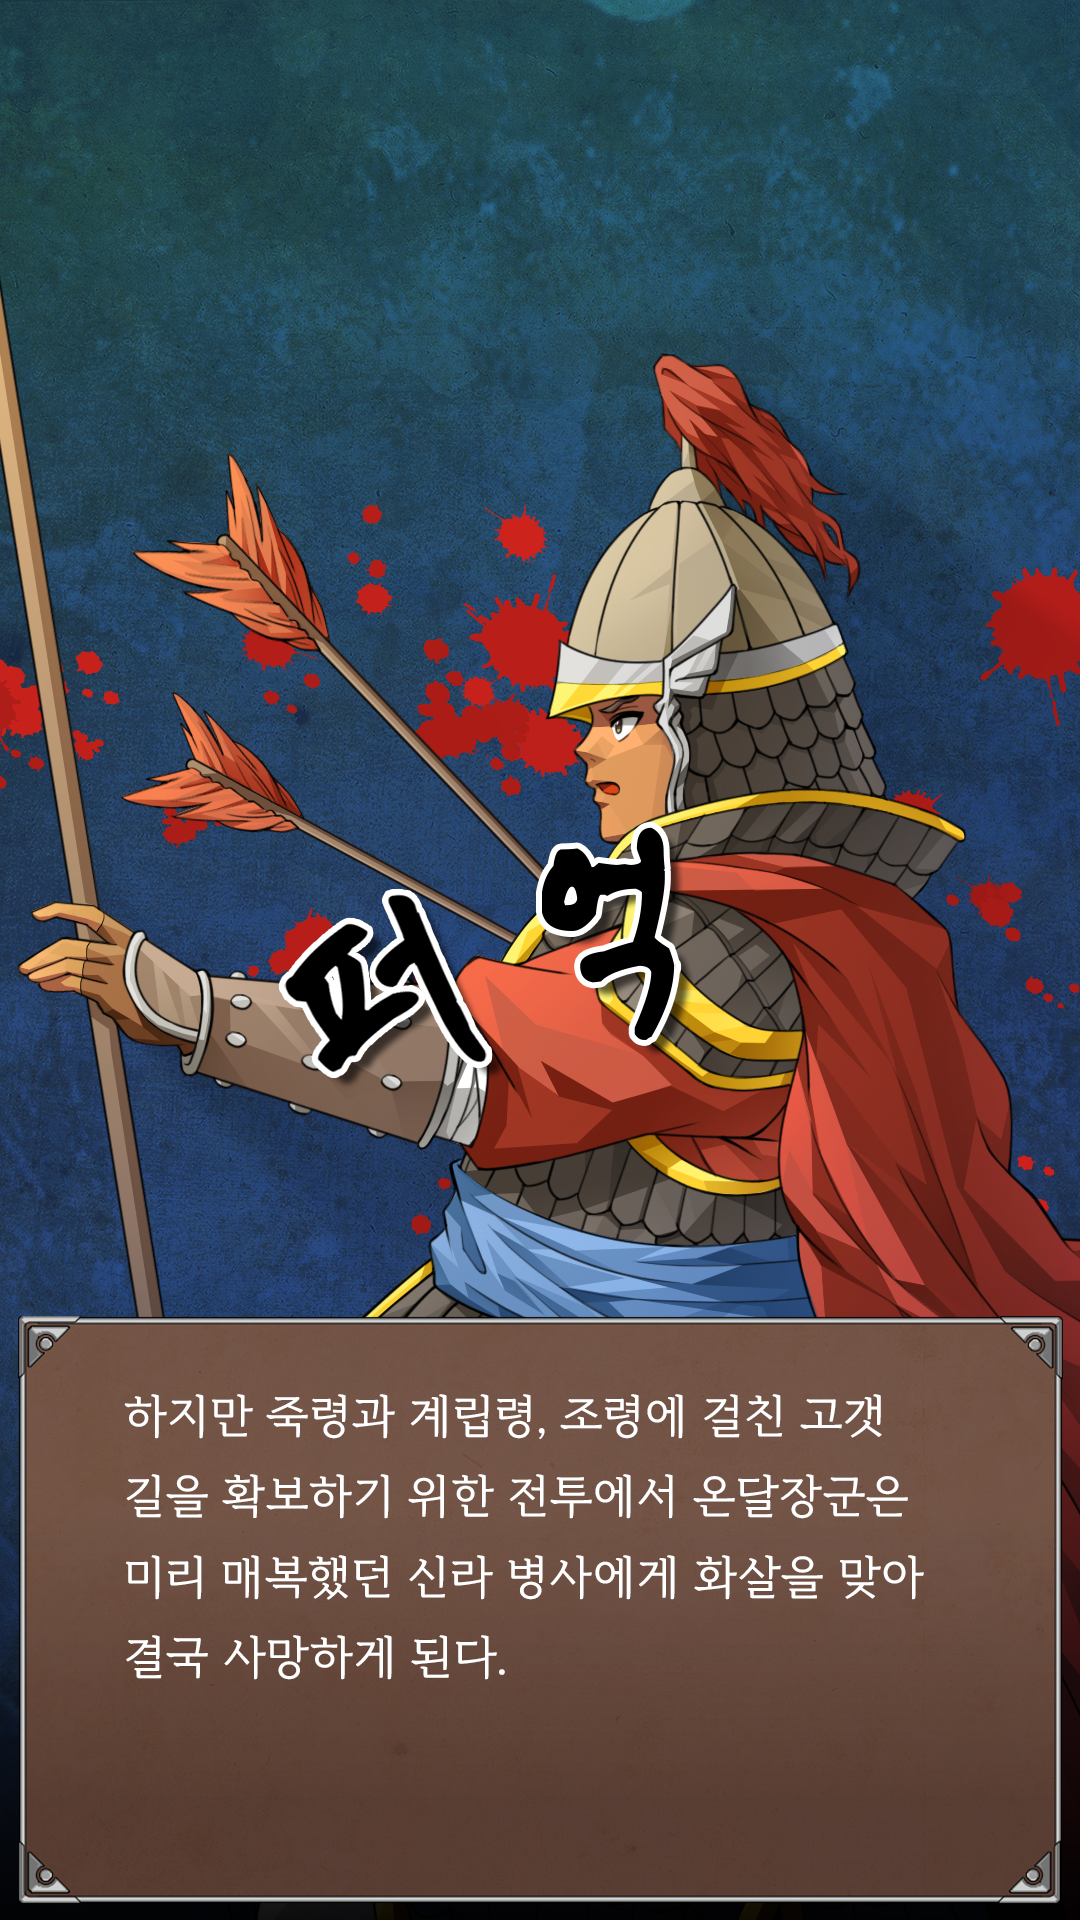 퍼억
하지만 죽령과 계립령, 조령에 걸친 고갯
길을 확보하기 위한 전투에서 온달장군은
미리 매복했던 신라 병사에게 화살을 맞아
결국 사망하게 된다.